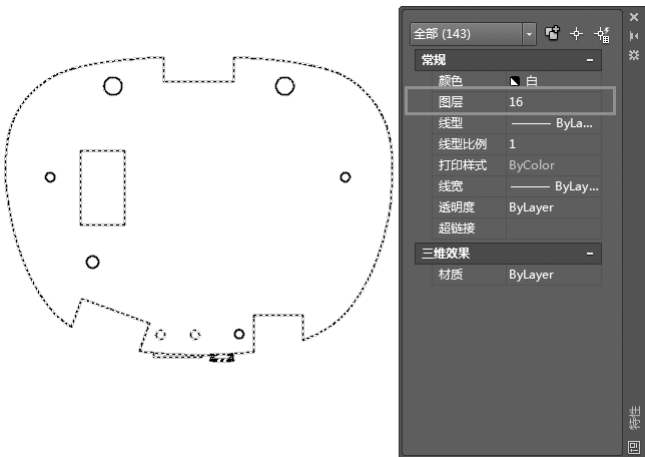 全部 (143)
常规
颜色 白
图层 16
线型 ByLa...
线型比例 1
打印样式 ByColor
线宽 ByLay...
透明度 ByLayer
超链接
三维效果
材质 ByLayer
特性